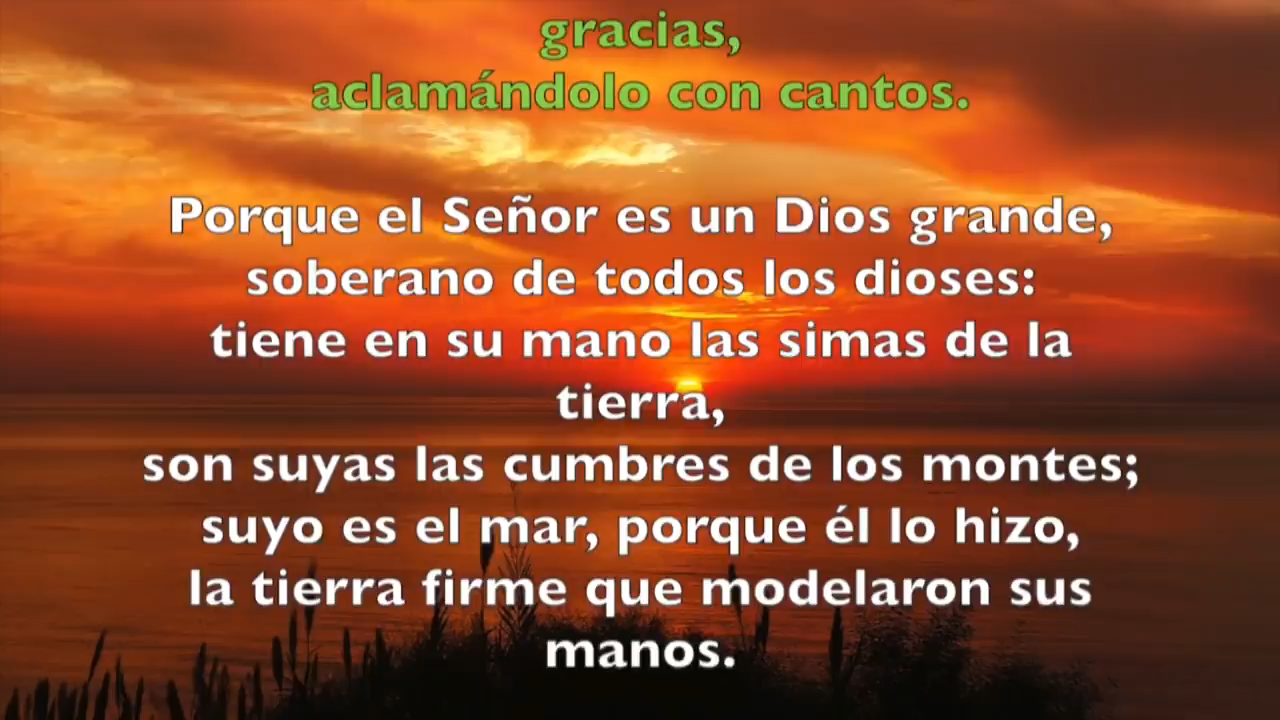 gracias,
aclamándolo con cantos.
Porque el Señor es un Dios grande,
soberano de todos los dioses:
tiene en su mano las simas de la
tierra,
son suyas las cumbres de los montes;
suyo es el mar, porque él lo hizo,
la tierra firme que modelaron sus
manos.